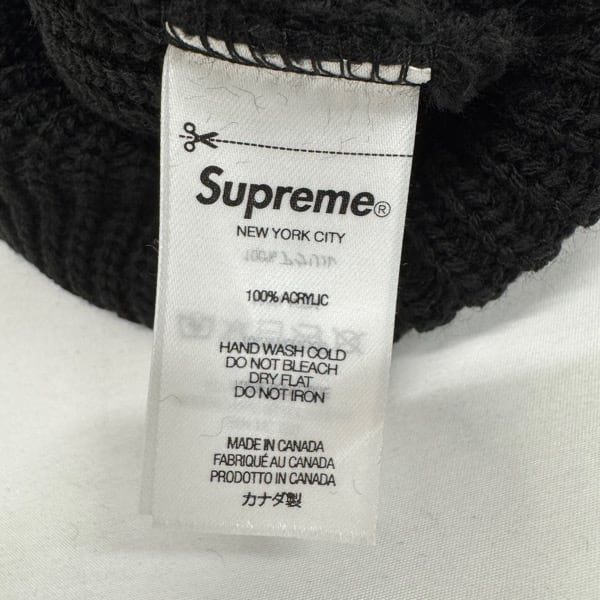 Supreme®
NEW YORK CITY
100% ACRYLIC
HAND WASH COLD
DO NOT BLEACH
DRY FLAT
DO NOT IRON
MADE IN CANADA
FABRIQUÉ AU CANADA
PRODOTTO IN CANADA
カナダ製